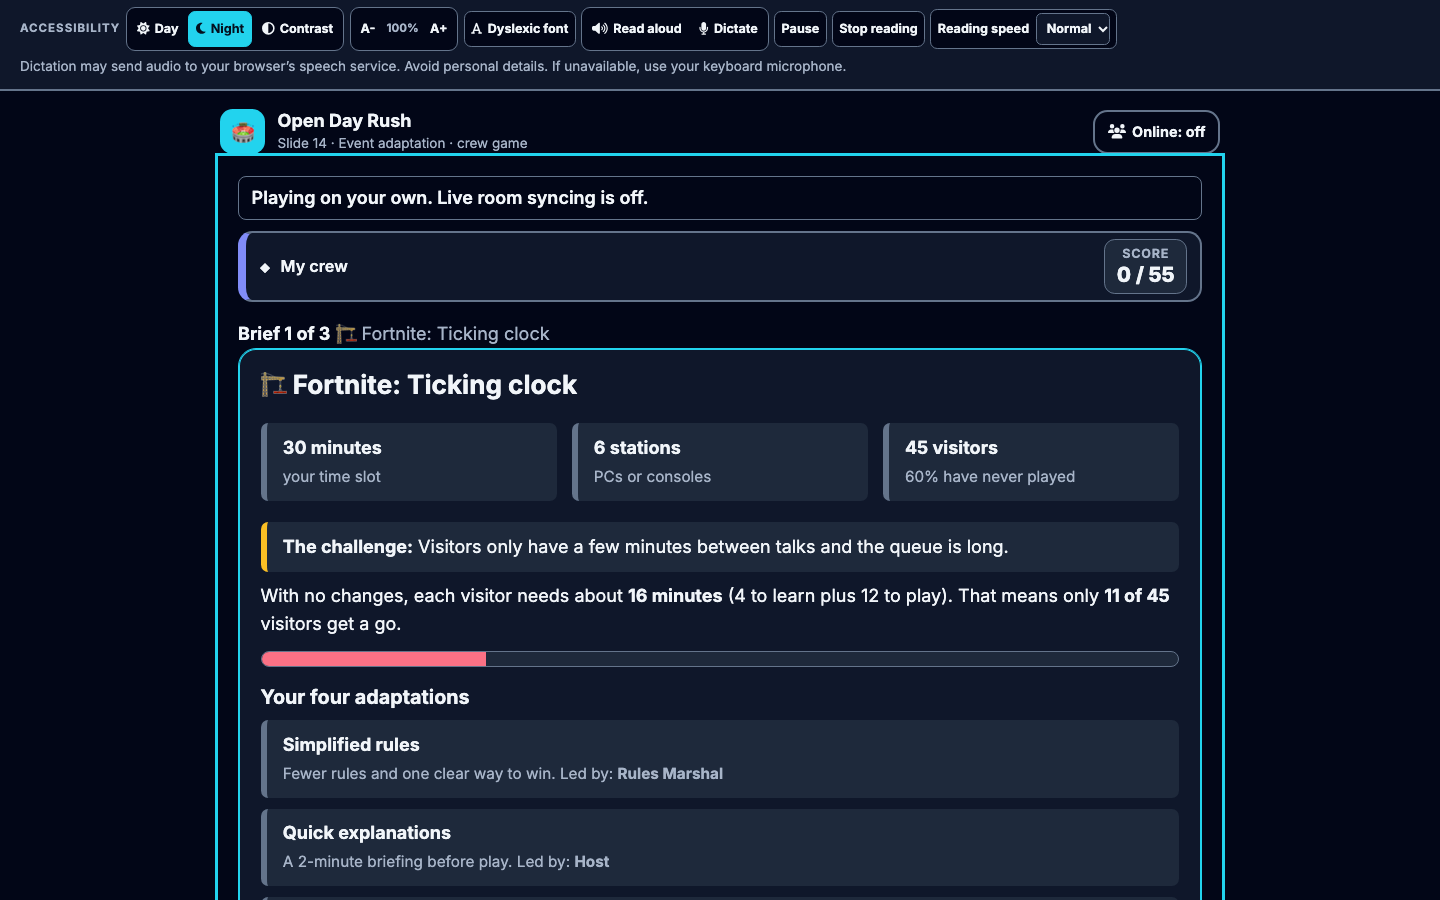 ACCESSIBILITY
Day
Night
Contrast
A-
100%
A+
A Dyslexic font
Read aloud
Dictate
Pause
Stop reading
Reading speed
Normal
Dictation may send audio to your browser’s speech service. Avoid personal details. If unavailable, use your keyboard microphone.
Open Day Rush
Slide 14 · Event adaptation · crew game
Online: off
Playing on your own. Live room syncing is off.
My crew
SCORE
0 / 55
Brief 1 of 3 Fortnite: Ticking clock
Fortnite: Ticking clock
30 minutes
your time slot
6 stations
PCs or consoles
45 visitors
60% have never played
The challenge: Visitors only have a few minutes between talks and the queue is long.
With no changes, each visitor needs about 16 minutes (4 to learn plus 12 to play). That means only 11 of 45
visitors get a go.
Your four adaptations
Simplified rules
Fewer rules and one clear way to win. Led by: Rules Marshal
Quick explanations
A 2-minute briefing before play. Led by: Host